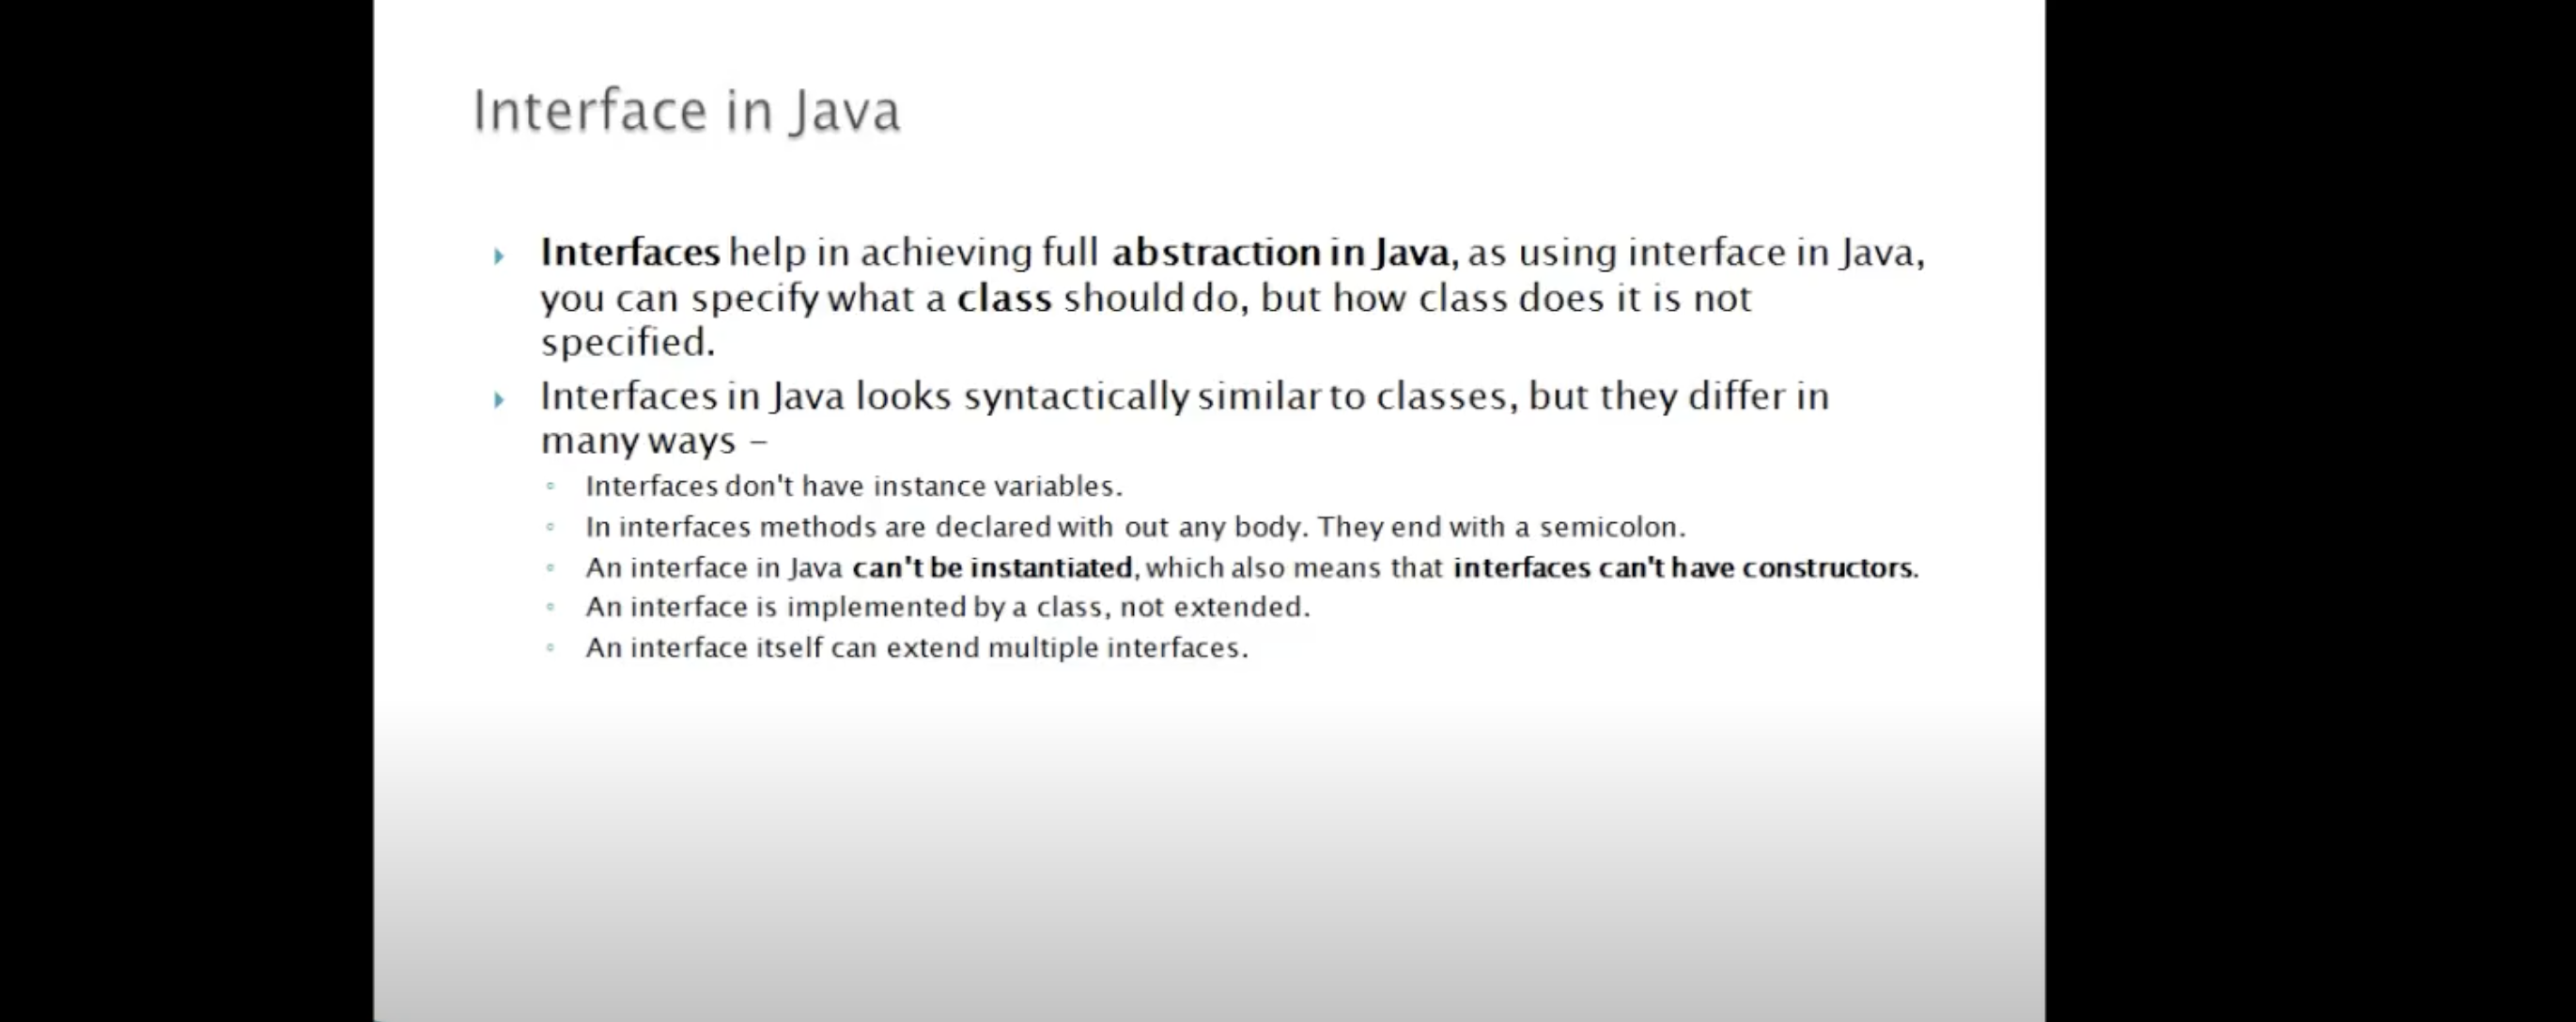 Interface in Java
Interfaces help in achieving full abstraction in Java, as using interface in Java,
you can specify what a class should do, but how class does it is not
specified.
Interfaces in Java looks syntactically similar to classes, but they differ in
many ways –
Interfaces don't have instance variables.
In interfaces methods are declared with out any body. They end with a semicolon.
An interface in Java can't be instantiated, which also means that interfaces can't have constructors.
An interface is implemented by a class, not extended.
An interface itself can extend multiple interfaces.